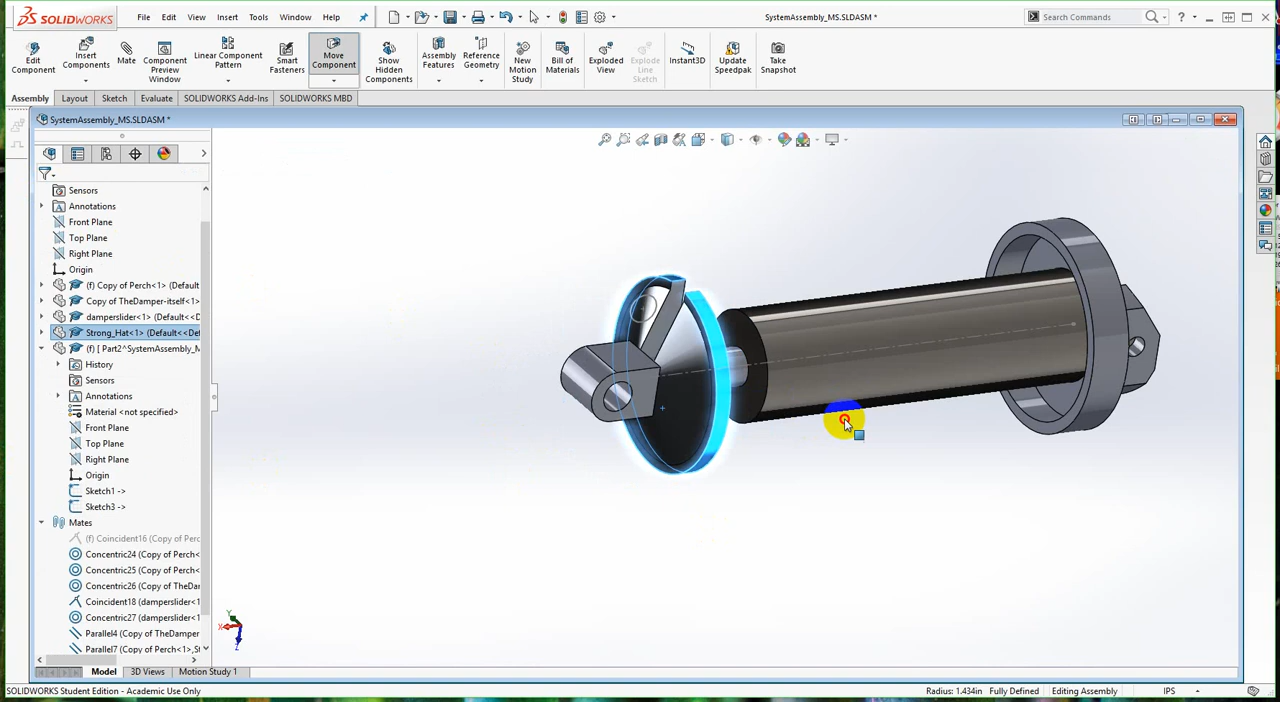 SOLIDWORKS File Edit View Insert Tools Window Help SystemAssembly_MS.SLDASM * Search Commands ?
Edit Component Insert Components Mate Component Preview Window Linear Component Pattern Smart Fasteners Move Component Show Hidden Components Assembly Features Reference Geometry New Motion Study Bill of Materials Exploded View Explode Line Sketch Instant3D Update Speedpak Take Snapshot
Assembly Layout Sketch Evaluate SOLIDWORKS Add-Ins SOLIDWORKS MBD
SystemAssembly_MS.SLDASM *
Sensors
Annotations
Front Plane
Top Plane
Right Plane
Origin
(f) Copy of Perch<1> (Default
Copy of TheDamper-itself<1>
damperslider<1> (Default<<D
Strong_Hat<1> (Default<<Def
(f) [ Part2^SystemAssembly_M
History
Sensors
Annotations
Material <not specified>
Front Plane
Top Plane
Right Plane
Origin
Sketch1 ->
Sketch3 ->
Mates
(f) Coincident16 (Copy of Perc
Concentric24 (Copy of Perch<
Concentric25 (Copy of Perch<
Concentric26 (Copy of TheDa
Coincident18 (damperslider<1
Concentric27 (damperslider<1
Parallel4 (Copy of TheDamper
Parallel7 (Copy of Perch<1>,S
Y X Z
Model 3D Views Motion Study 1
SOLIDWORKS Student Edition - Academic Use Only Radius: 1.434in Fully Defined Editing Assembly IPS